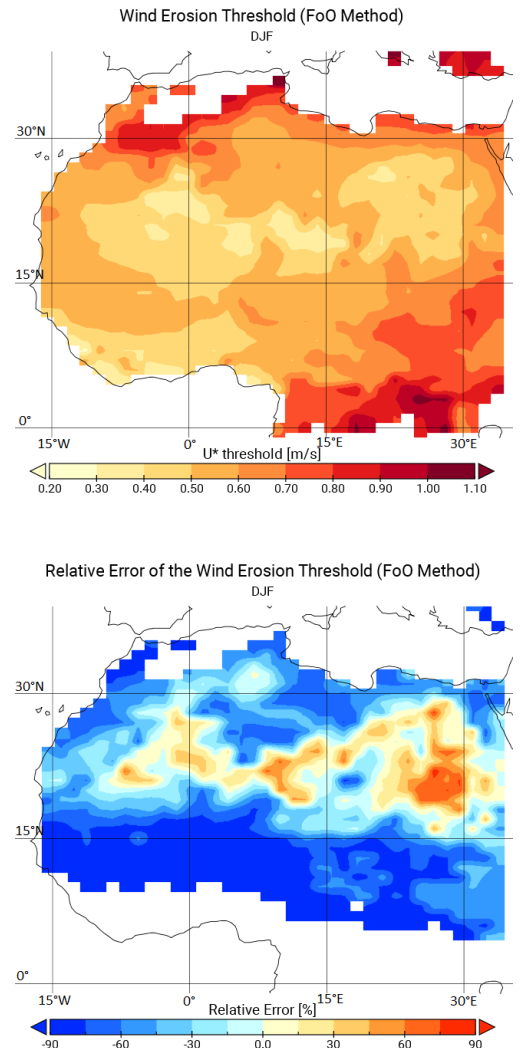 Wind Erosion Threshold (FoO Method)
DJF
30°N
15°N
0°
15°W 0° 15°E 30°E
U* threshold [m/s]
0.20 0.30 0.40 0.50 0.60 0.70 0.80 0.90 1.00 1.10
Relative Error of the Wind Erosion Threshold (FoO Method)
DJF
30°N
15°N
0°
15°W 0° 15°E 30°E
Relative Error [%]
-90 -60 -30 0.0 30 60 90